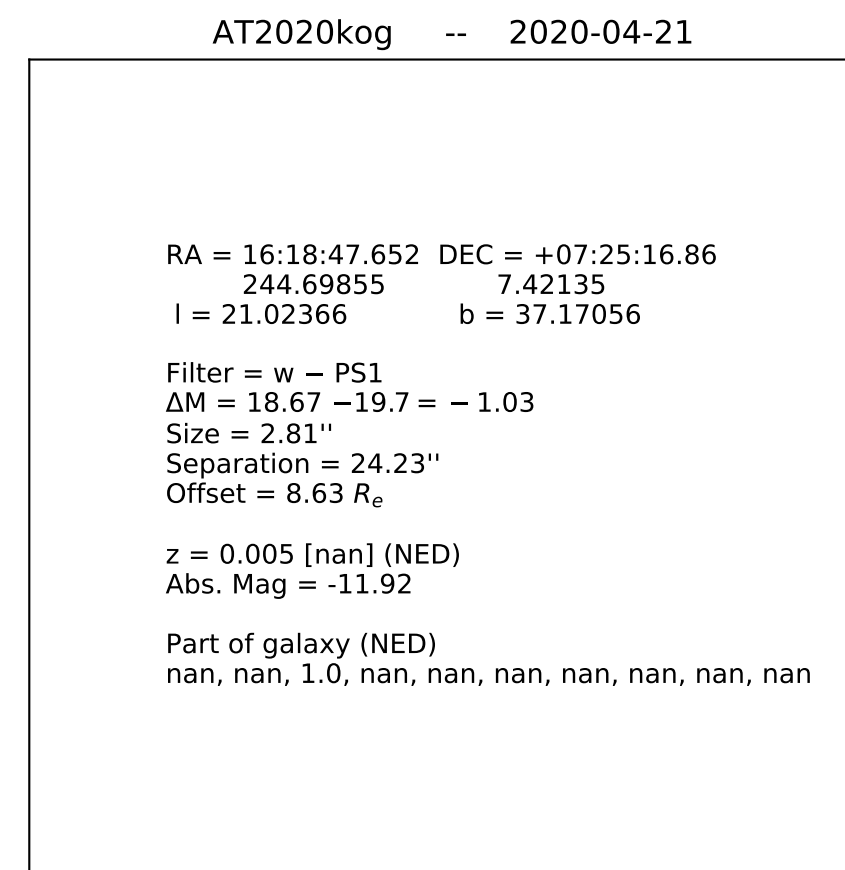 AT2020kog -- 2020-04-21
RA = 16:18:47.652 DEC = +07:25:16.86
244.69855 7.42135
l = 21.02366 b = 37.17056
Filter = w − PS1
ΔM = 18.67 −19.7 = − 1.03
Size = 2.81''
Separation = 24.23''
Offset = 8.63 Re
z = 0.005 [nan] (NED)
Abs. Mag = -11.92
Part of galaxy (NED)
nan, nan, 1.0, nan, nan, nan, nan, nan, nan, nan